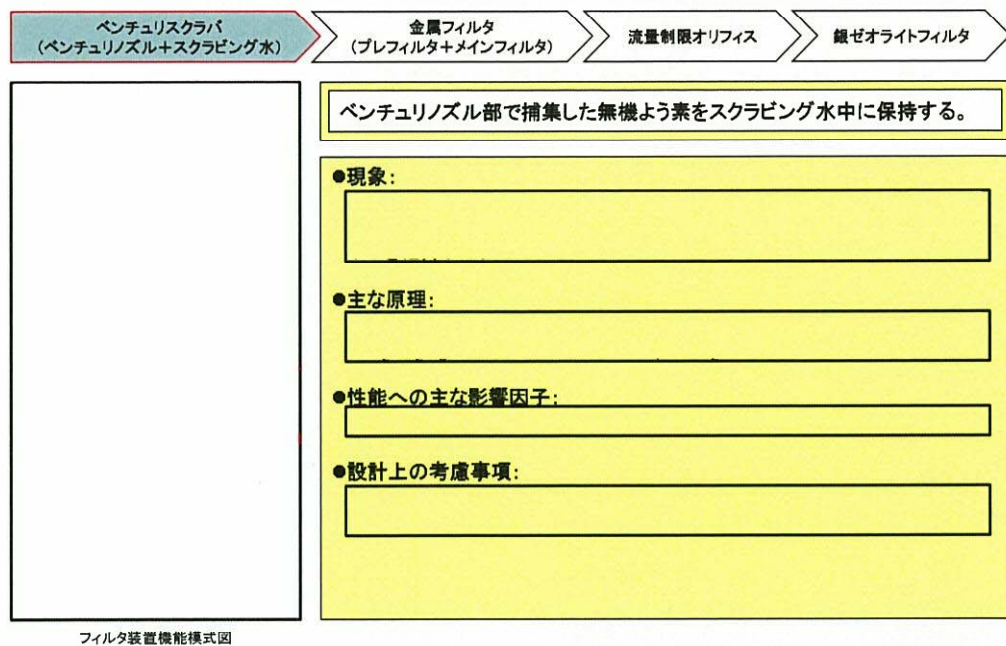 ベンチュリスクラバ
(ベンチュリノズル+スクラビング水)
金属フィルタ
(プレフィルタ+メインフィルタ)
流量制限オリフィス
銀ゼオライトフィルタ
ベンチュリノズル部で捕集した無機よう素をスクラビング水中に保持する。
●現象:
●主な原理:
●性能への主な影響因子:
●設計上の考慮事項:
フィルタ装置機能模式図